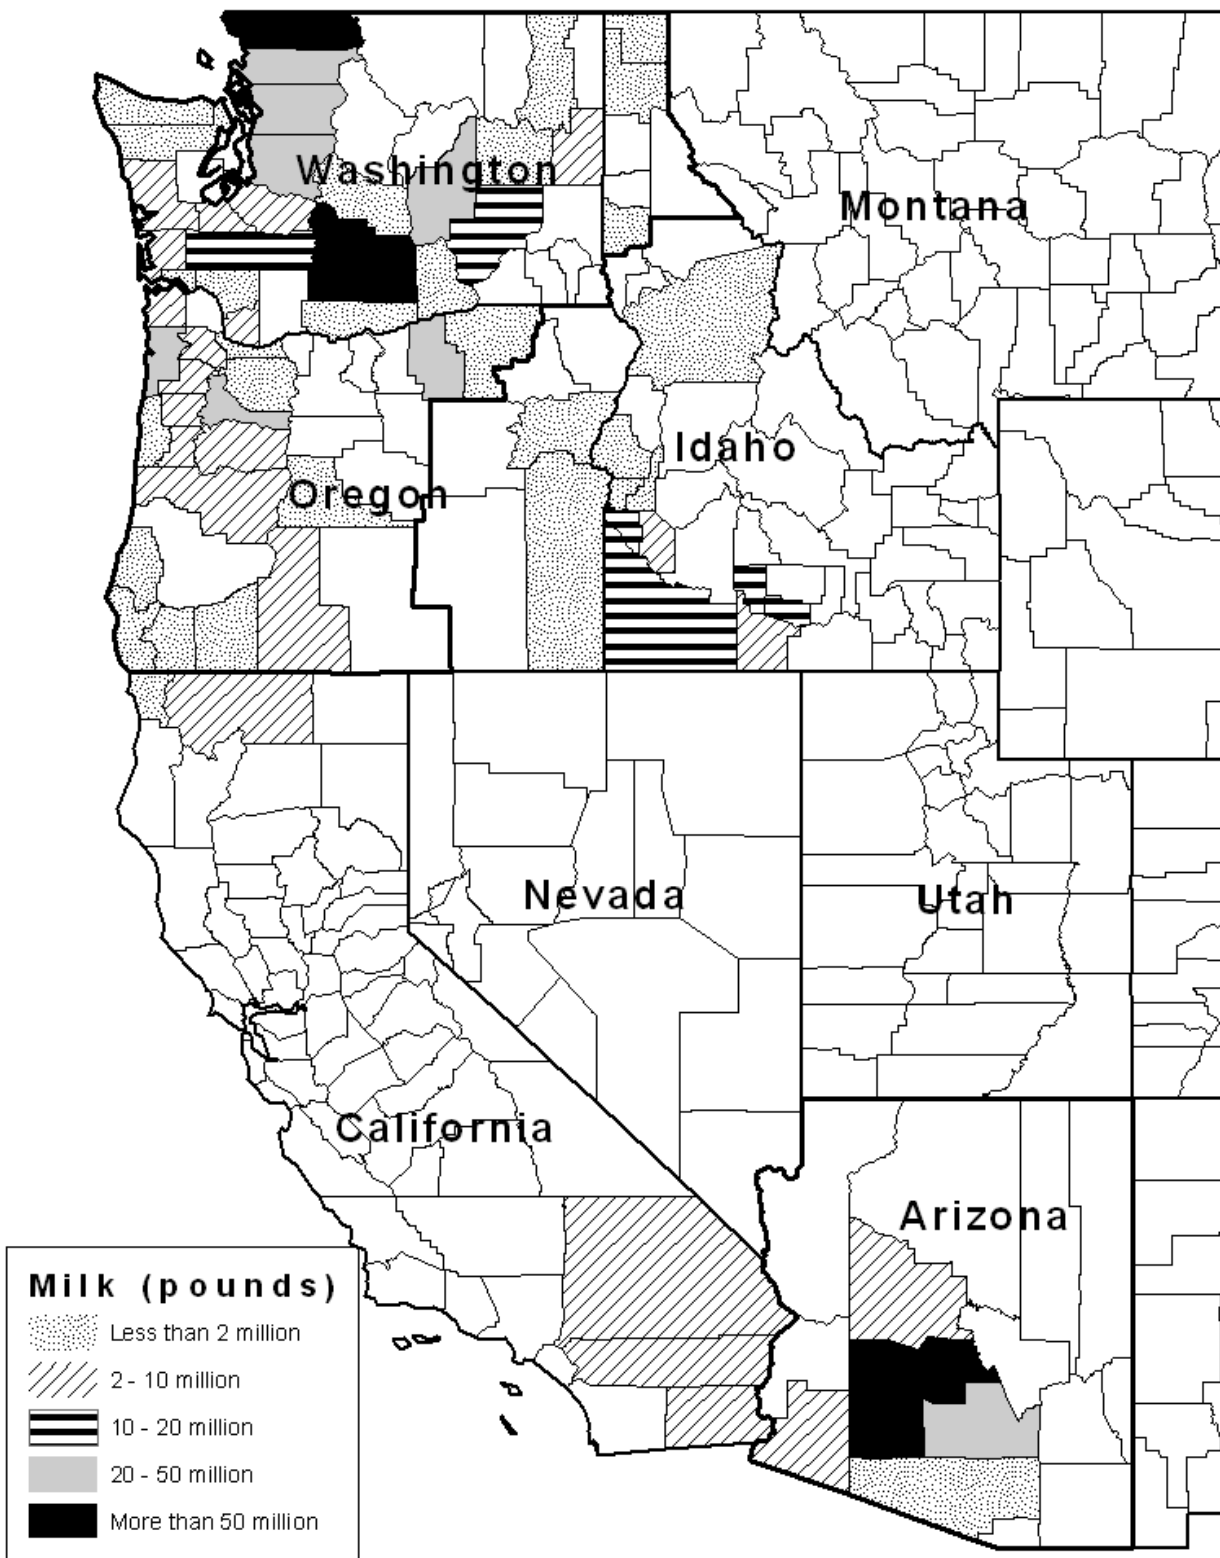 Washington
Montana
Idaho
Oregon
Nevada
Utah
California
Arizona
Milk (pounds)
Less than 2 million
2 - 10 million
10 - 20 million
20 - 50 million
More than 50 million